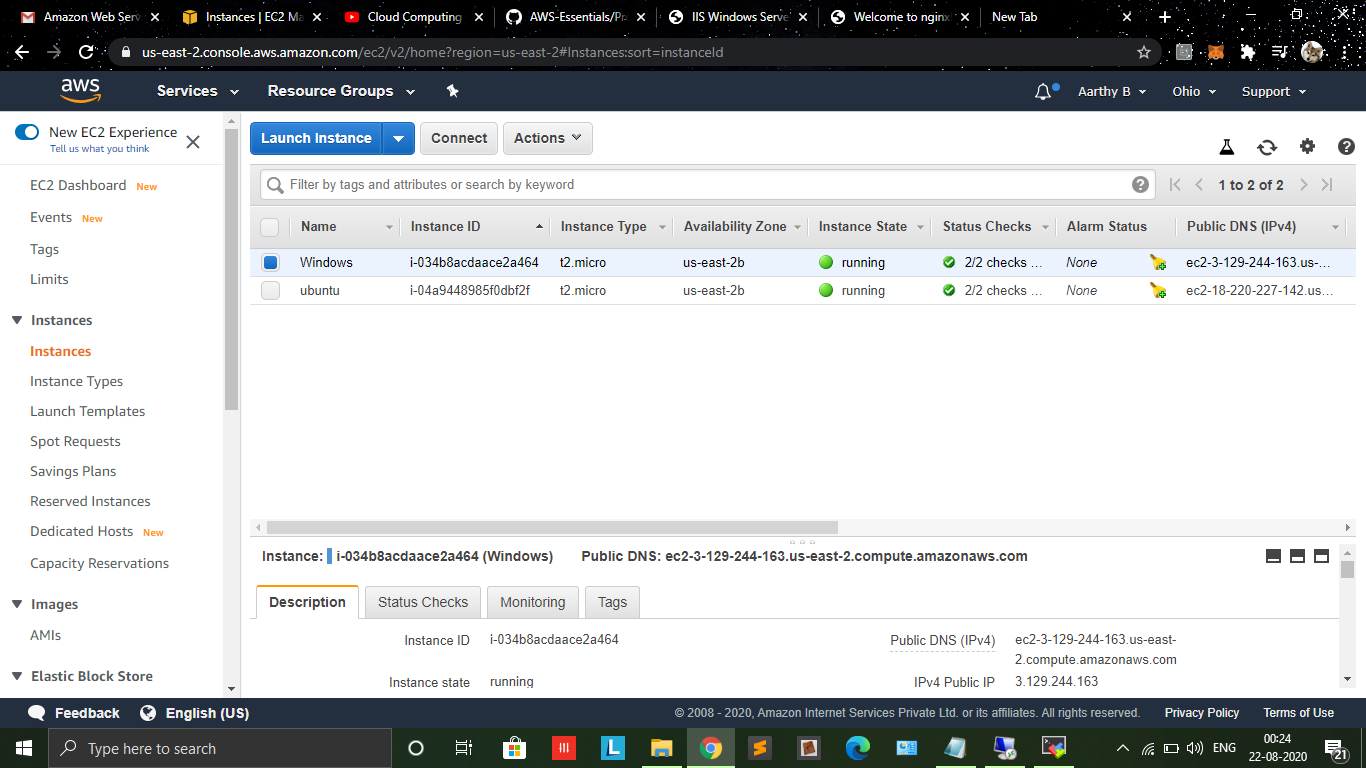 Amazon Web Serv
Instances | EC2 Ma
Cloud Computing
AWS-Essentials/Pra
IIS Windows Serve
Welcome to nginx
New Tab
us-east-2.console.aws.amazon.com/ec2/v2/home?region=us-east-2#Instances:sort=instanceId
aws Services Resource Groups Aarthy B Ohio Support
New EC2 Experience
Tell us what you think
EC2 Dashboard New
Events New
Tags
Limits
Instances
Instances
Instance Types
Launch Templates
Spot Requests
Savings Plans
Reserved Instances
Dedicated Hosts New
Capacity Reservations
Images
AMIs
Elastic Block Store
Launch Instance Connect Actions
Filter by tags and attributes or search by keyword 1 to 2 of 2
Name Instance ID Instance Type Availability Zone Instance State Status Checks Alarm Status Public DNS (IPv4)
Windows i-034b8acdaace2a464 t2.micro us-east-2b running 2/2 checks ... None ec2-3-129-244-163.us-...
ubuntu i-04a9448985f0dbf2f t2.micro us-east-2b running 2/2 checks ... None ec2-18-220-227-142.us...
Instance: i-034b8acdaace2a464 (Windows) Public DNS: ec2-3-129-244-163.us-east-2.compute.amazonaws.com
Description Status Checks Monitoring Tags
Instance ID i-034b8acdaace2a464 Public DNS (IPv4) ec2-3-129-244-163.us-east-
2.compute.amazonaws.com
Instance state running IPv4 Public IP 3.129.244.163
Feedback English (US) © 2008 - 2020, Amazon Internet Services Private Ltd. or its affiliates. All rights reserved. Privacy Policy Terms of Use
Type here to search
L
ENG
00:24
22-08-2020
21